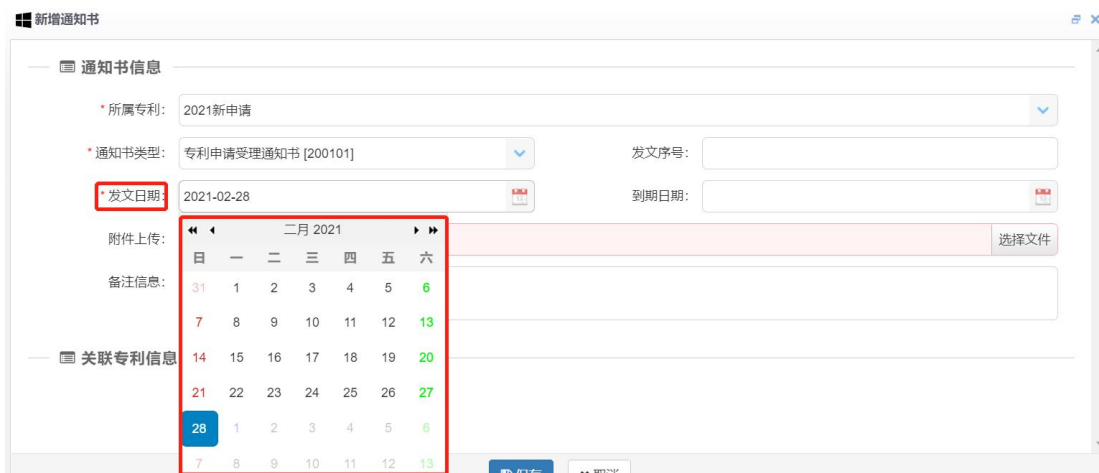 新增通知书
通知书信息
*所属专利: 2021新申请
*通知书类型: 专利申请受理通知书 [200101] 发文序号:
*发文日期: 2021-02-28 到期日期:
附件上传: 选择文件
备注信息:
二月 2021
日 一 二 三 四 五 六
31 1 2 3 4 5 6
7 8 9 10 11 12 13
14 15 16 17 18 19 20
21 22 23 24 25 26 27
28 1 2 3 4 5 6
7 8 9 10 11 12 13
关联专利信息
保存 取消